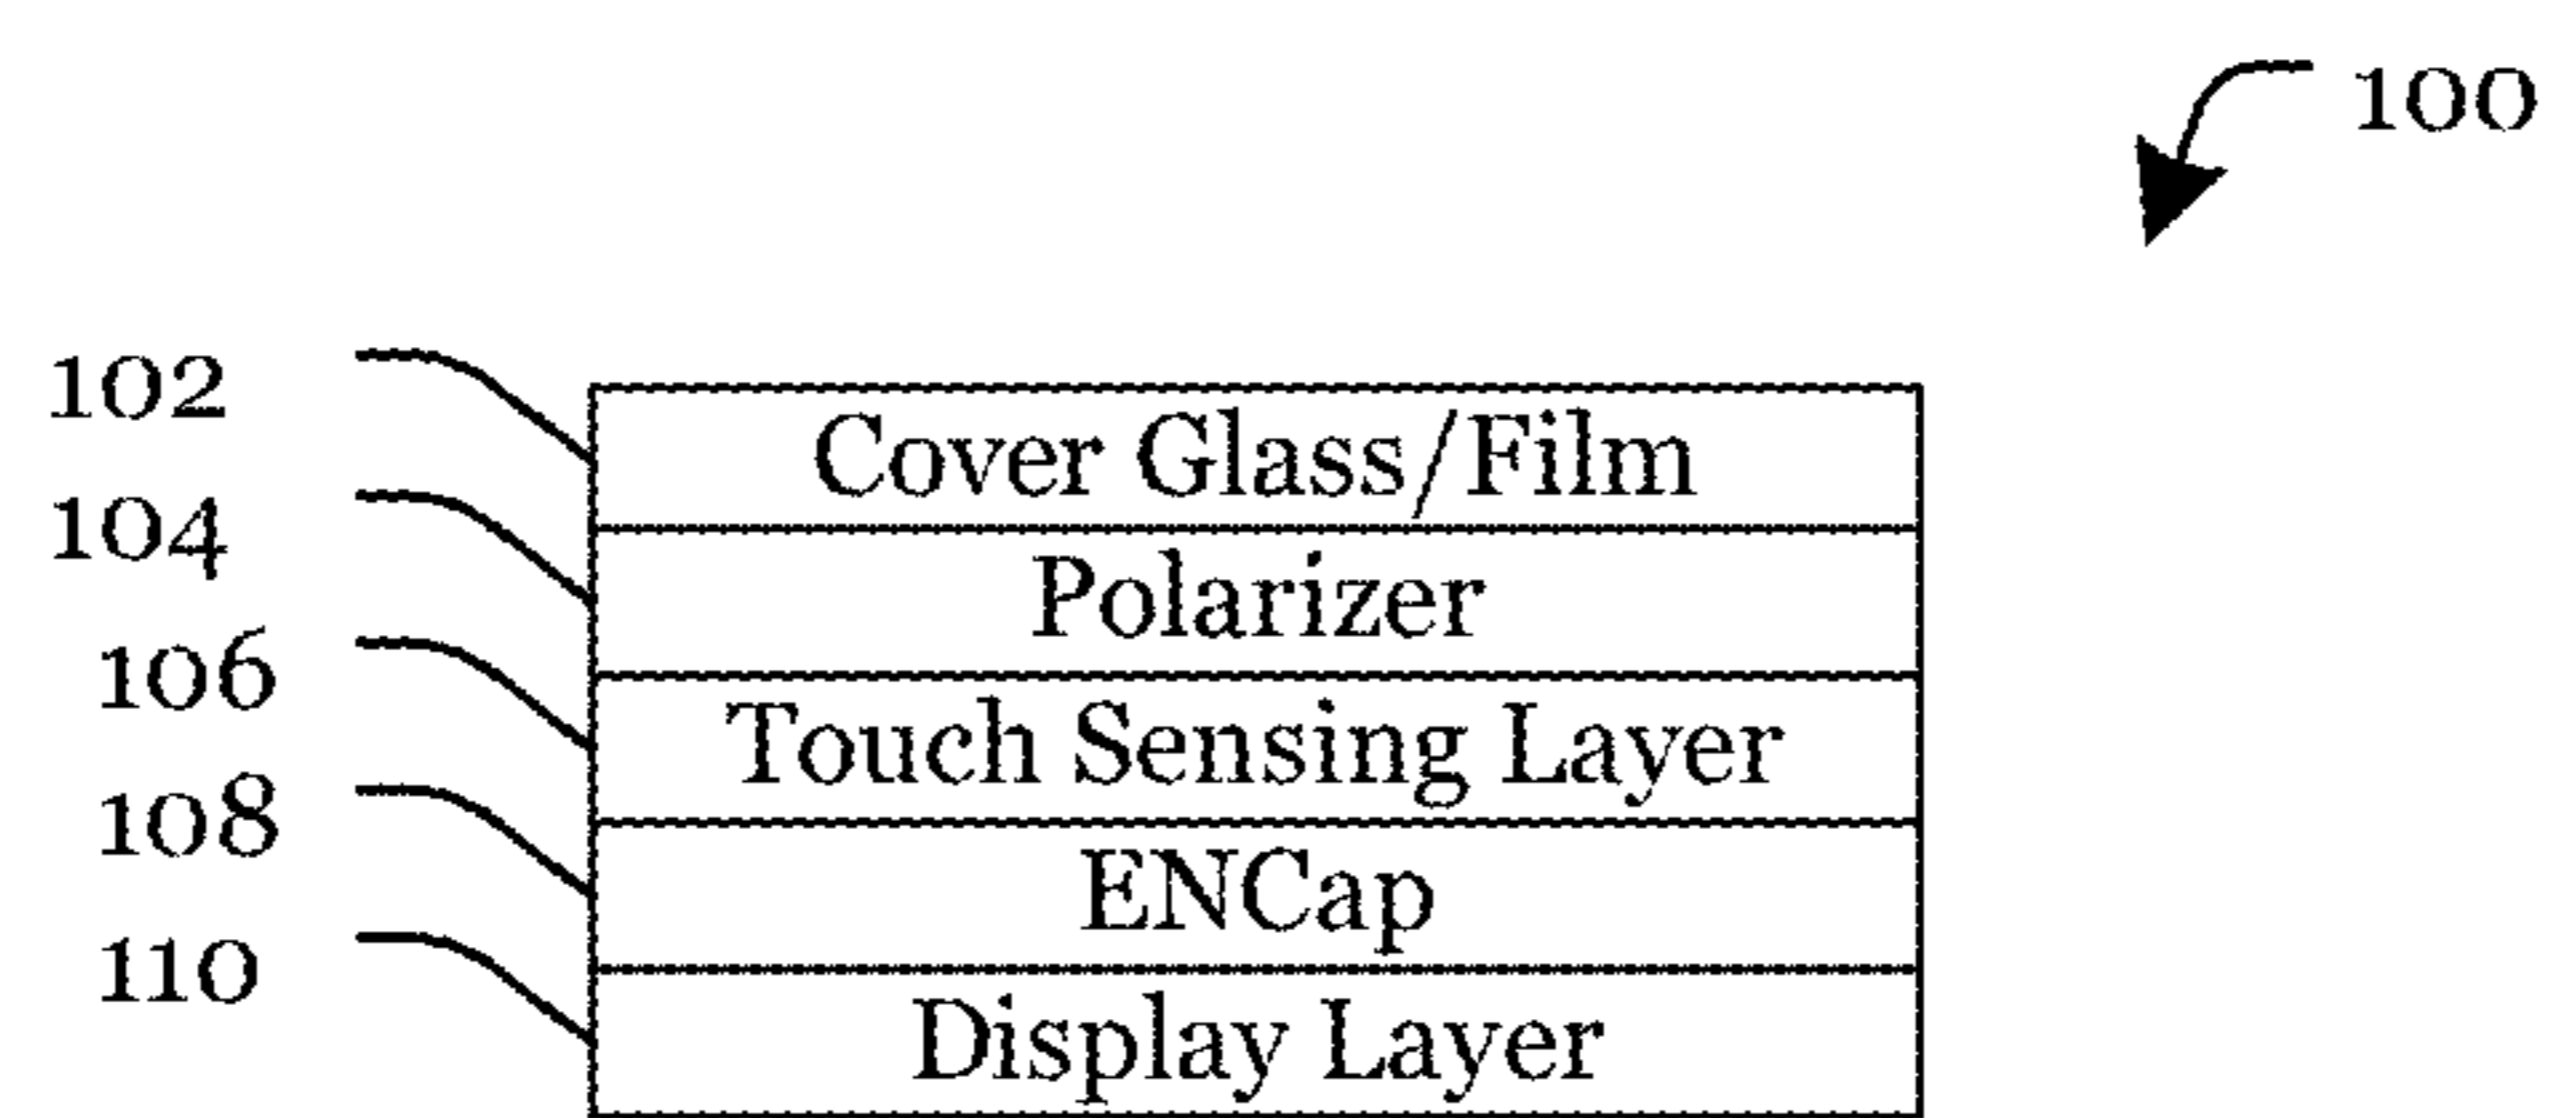 100
102 Cover Glass/Film
104 Polarizer
106 Touch Sensing Layer
108 ENCap
110 Display Layer